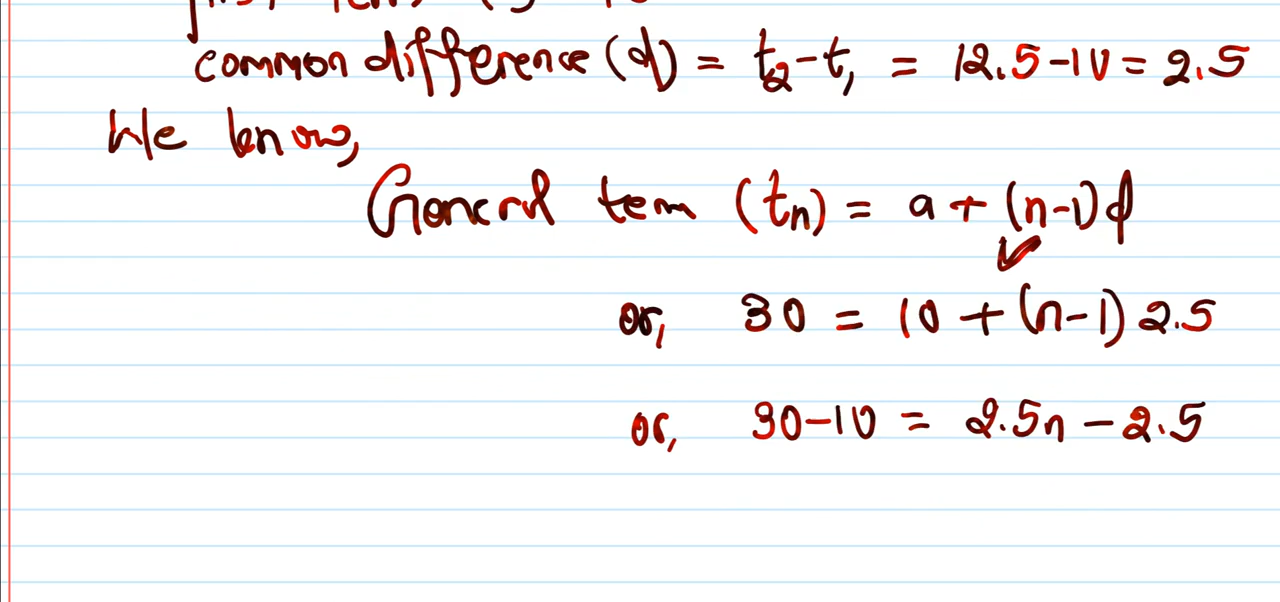 common difference (d) = t₂ - t₁ = 12.5 - 10 = 2.5
We know,
General term (tn) = a + (n-1)d
or, 30 = 10 + (n-1) 2.5
or, 30-10 = 2.5n - 2.5